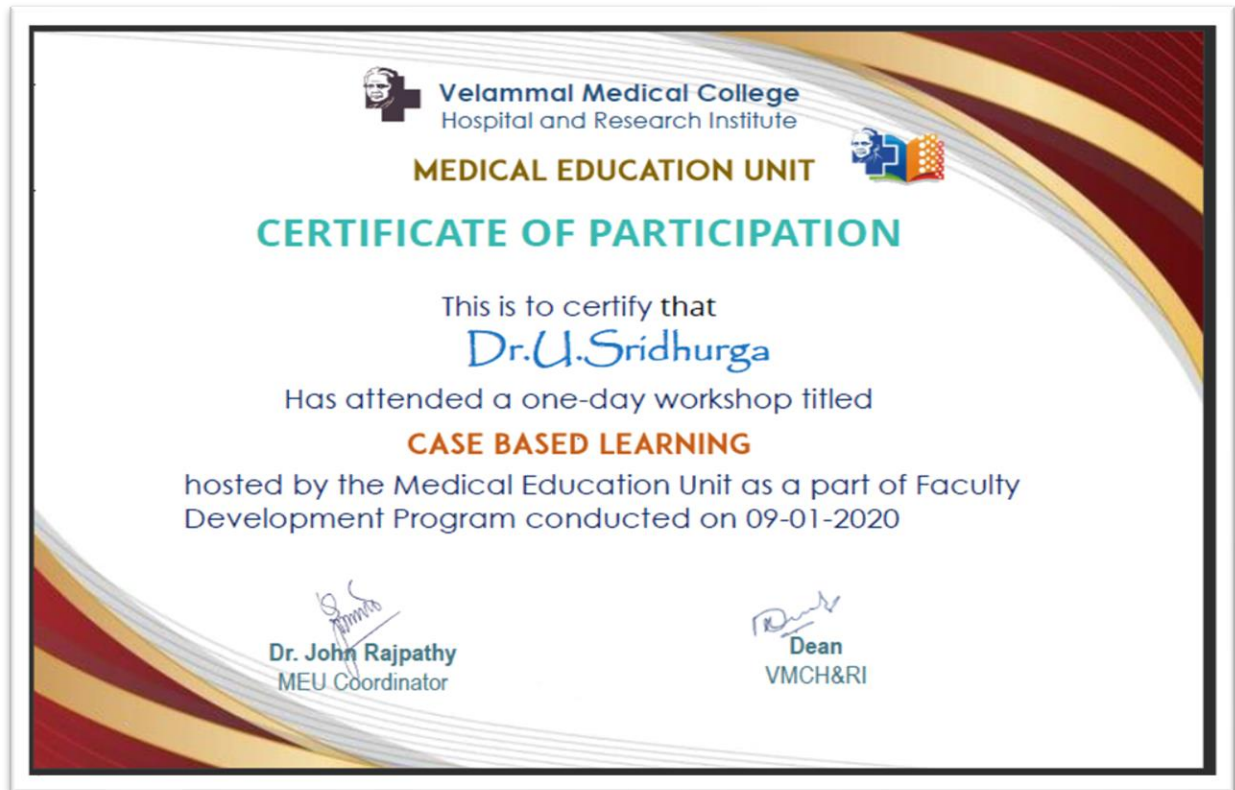 Velammal Medical College
Hospital and Research Institute
MEDICAL EDUCATION UNIT
CERTIFICATE OF PARTICIPATION
This is to certify that
Dr.U.Sridhurga
Has attended a one-day workshop titled
CASE BASED LEARNING
hosted by the Medical Education Unit as a part of Faculty
Development Program conducted on 09-01-2020
Dr. John Rajpathy
MEU Coordinator
Dean
VMCH&RI